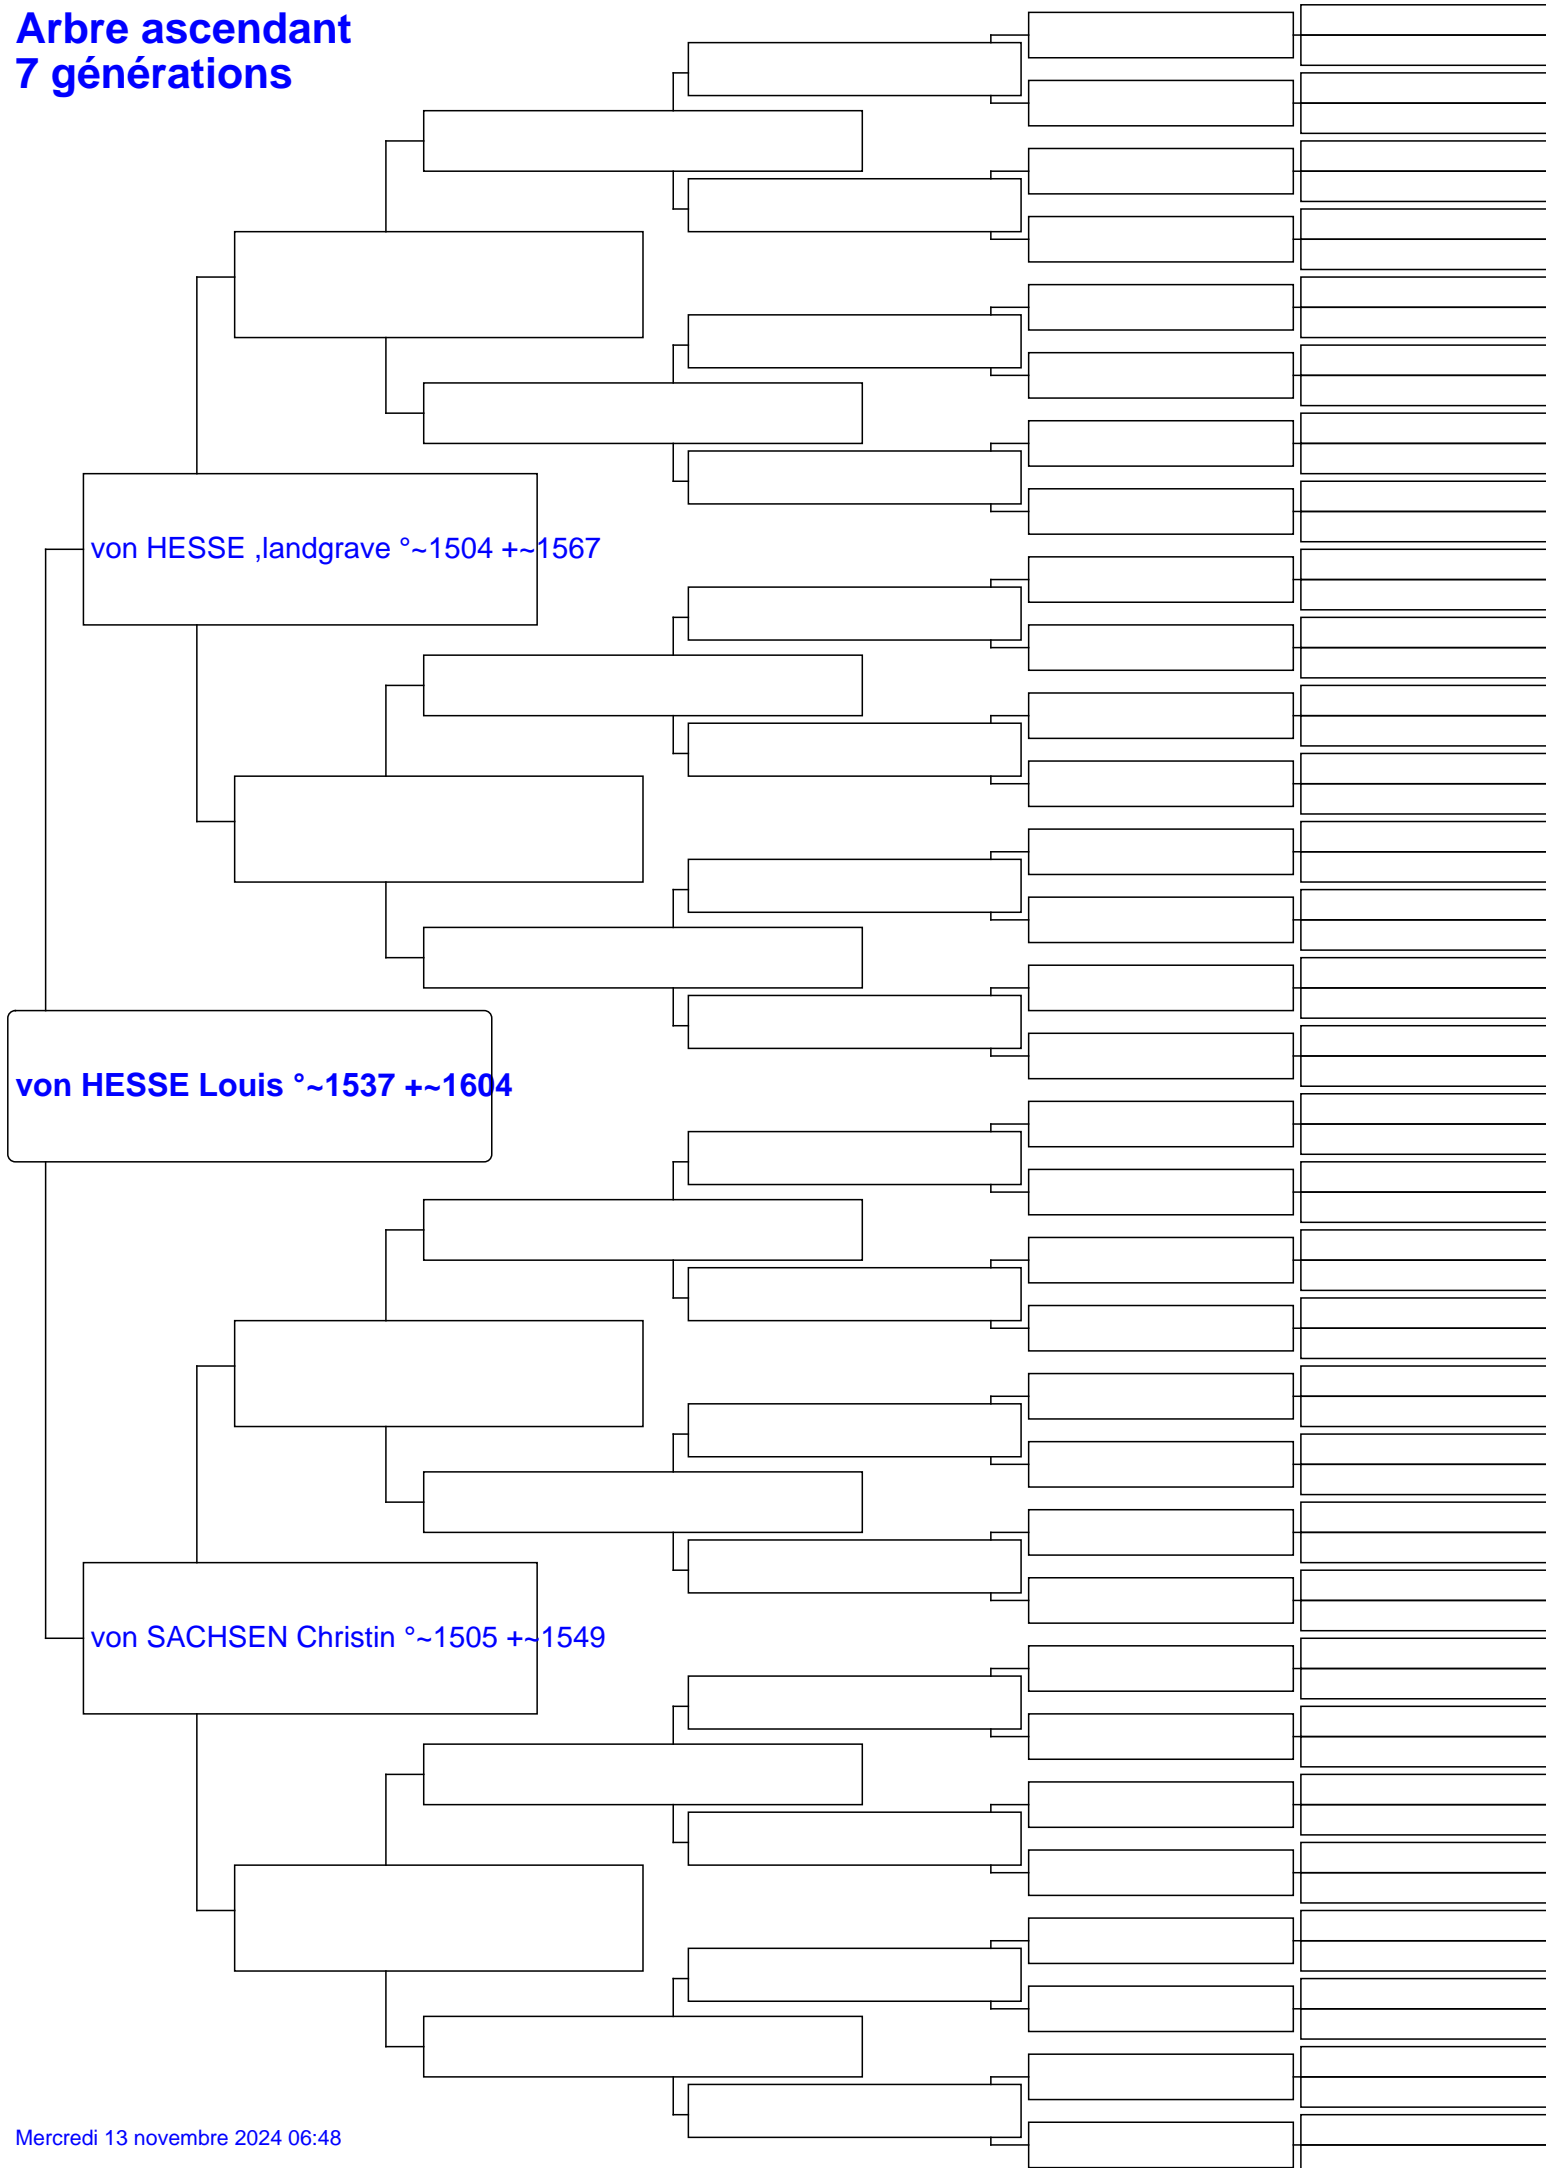 Arbre ascendant
7 générations
von HESSE ,landgrave °~1504 +~1567
von HESSE Louis °~1537 +~1604
von SACHSEN Christin °~1505 +~1549
Mercredi 13 novembre 2024 06:48